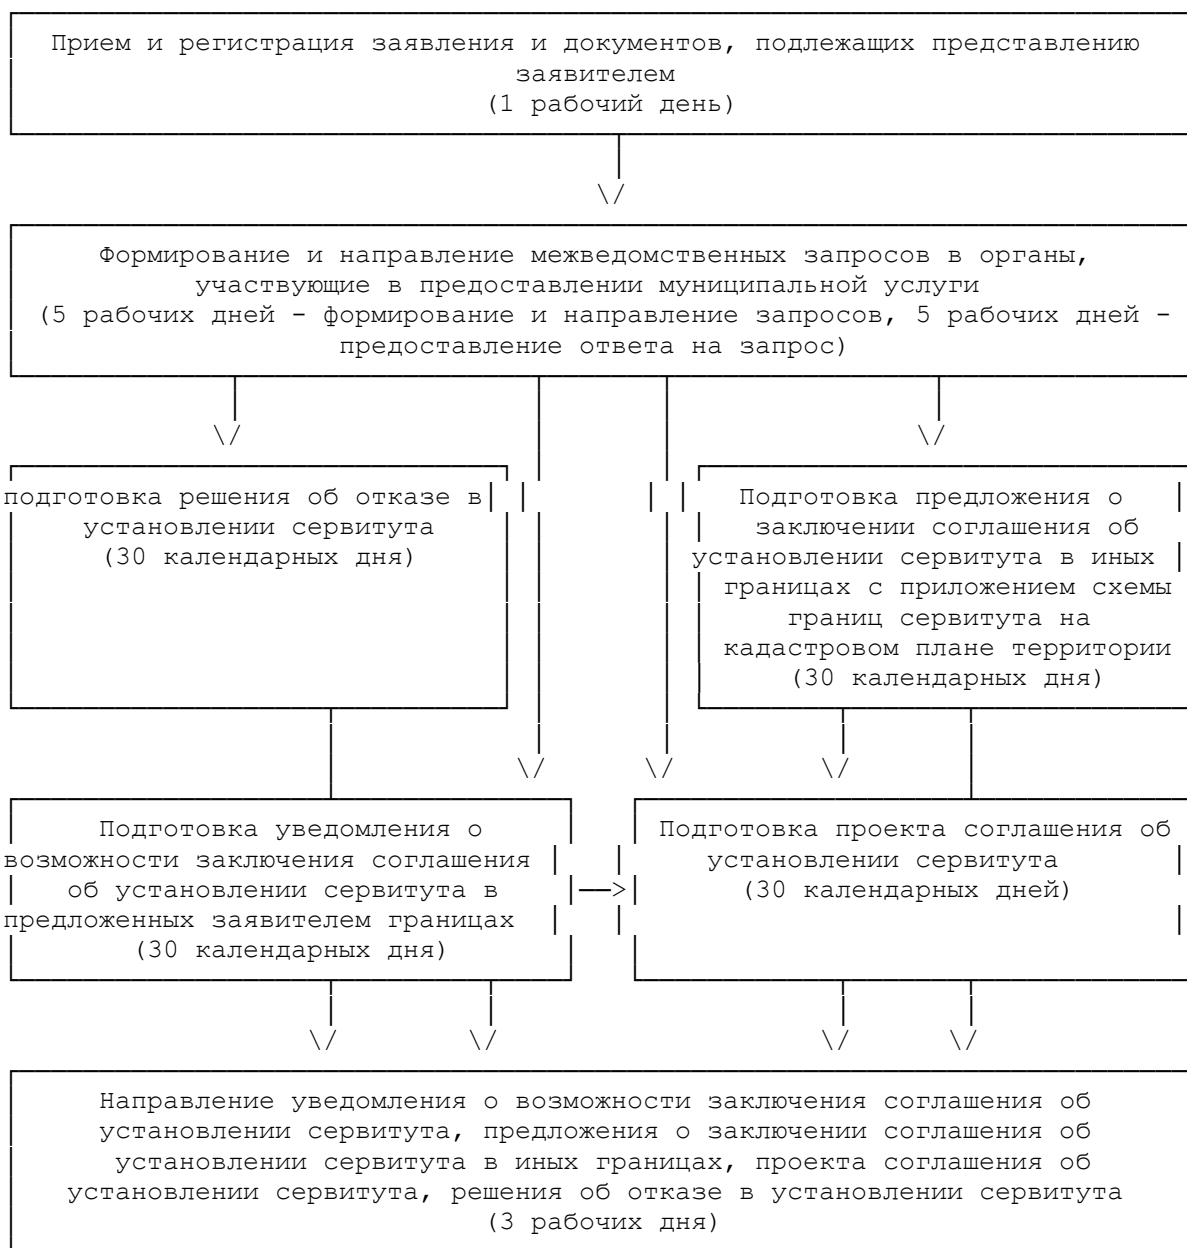 Прием и регистрация заявления и документов, подлежащих представлению
заявителем
(1 рабочий день)
Формирование и направление межведомственных запросов в органы,
участвующие в предоставлении муниципальной услуги
(5 рабочих дней - формирование и направление запросов, 5 рабочих дней -
предоставление ответа на запрос)
подготовка решения об отказе в
установлении сервитута
(30 календарных дня)
Подготовка предложения о
заключении соглашения об
установлении сервитута в иных
границах с приложением схемы
границ сервитута на
кадастровом плане территории
(30 календарных дня)
Подготовка уведомления о
возможности заключения соглашения
об установлении сервитута в
предложенных заявителем границах
(30 календарных дня)
Подготовка проекта соглашения об
установлении сервитута
(30 календарных дней)
Направление уведомления о возможности заключения соглашения об
установлении сервитута, предложения о заключении соглашения об
установлении сервитута в иных границах, проекта соглашения об
установлении сервитута, решения об отказе в установлении сервитута
(3 рабочих дня)